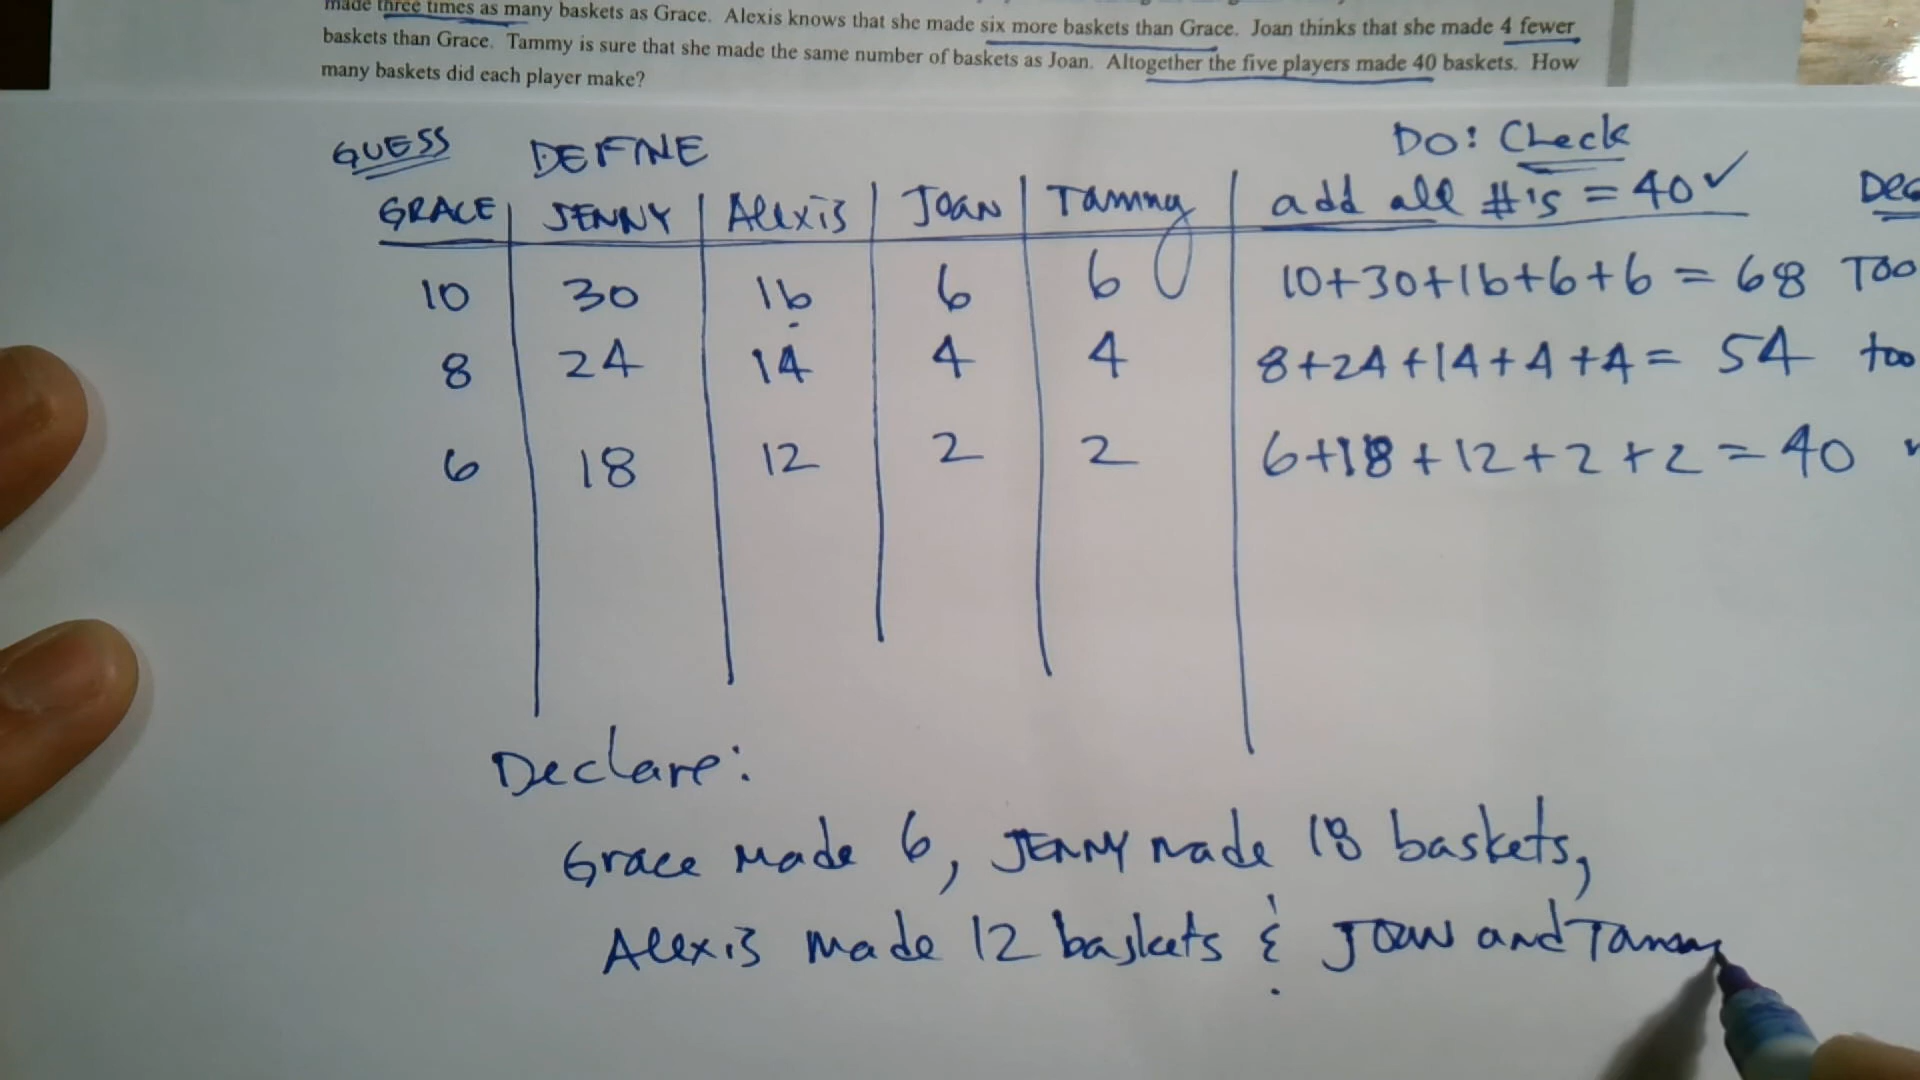 made three times as many baskets as Grace. Alexis knows that she made six more baskets than Grace. Joan thinks that she made 4 fewer
baskets than Grace. Tammy is sure that she made the same number of baskets as Joan. Altogether the five players made 40 baskets. How
many baskets did each player make?
GUESS DEFINE DO: Check
GRACE JENNY Alexis Joan Tammy add all #'s = 40 ✓ Dec
10 30 16 6 6 10+30+16+6+6 = 68 Too
8 24 14 4 4 8+24+14+4+4 = 54 too
6 18 12 2 2 6+18+12+2+2 = 40
Declare:
Grace made 6, JENNY made 18 baskets,
Alexis made 12 baskets & Joan and Tammy